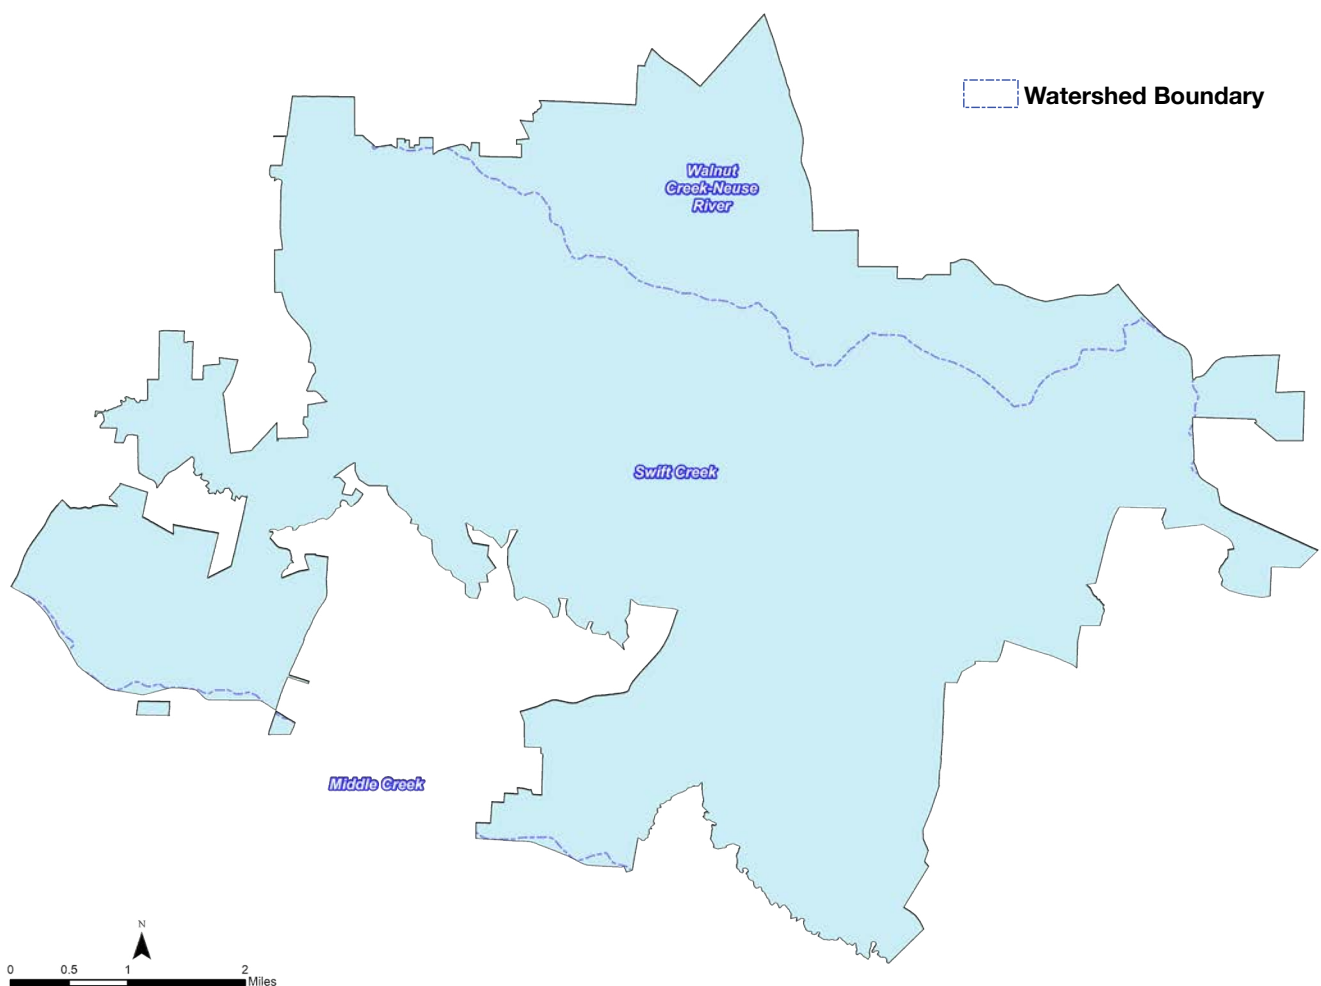 Watershed Boundary
Walnut
Creek-Neuse
River
Swift Creek
Middle Creek
N
0 0.5 1 2
Miles